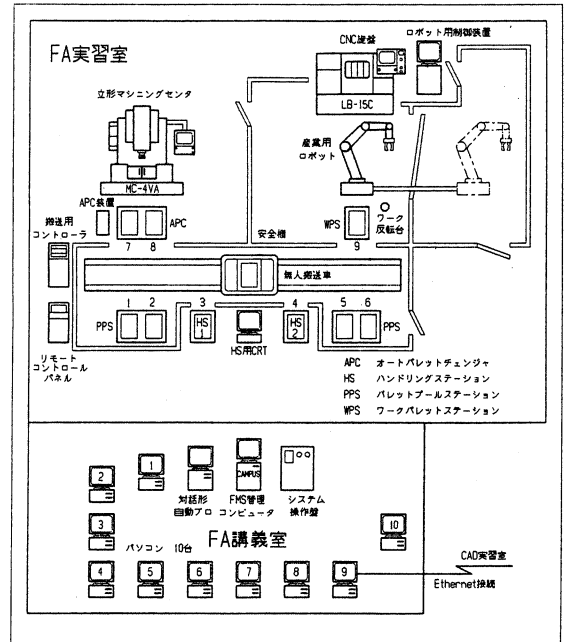 FA実習室
CNC旋盤
ロボット用制御装置
立形マシニングセンタ
LB-15C
産業用
ロボット
MC-4VA
APC装置
搬送用
コントローラ
APC
7 8
WPS
9
ワーク
反転台
安全柵
無人搬送車
1 2 3 4 5 6
PPS
HS
1
HS
2
PPS
HS用CRT
リモート
コントロール
パネル
APC オートパレットチェンジャ
HS ハンドリングステーション
PPS パレットプールステーション
WPS ワークパレットステーション
1
2
CAMPUS
対話形
自動プロ
FMS管理
コンピュータ
システム
操作盤
3
FA講義室
10
パソコン 10台
CAD実習室
4 5 6 7 8 9
Ethernet接続